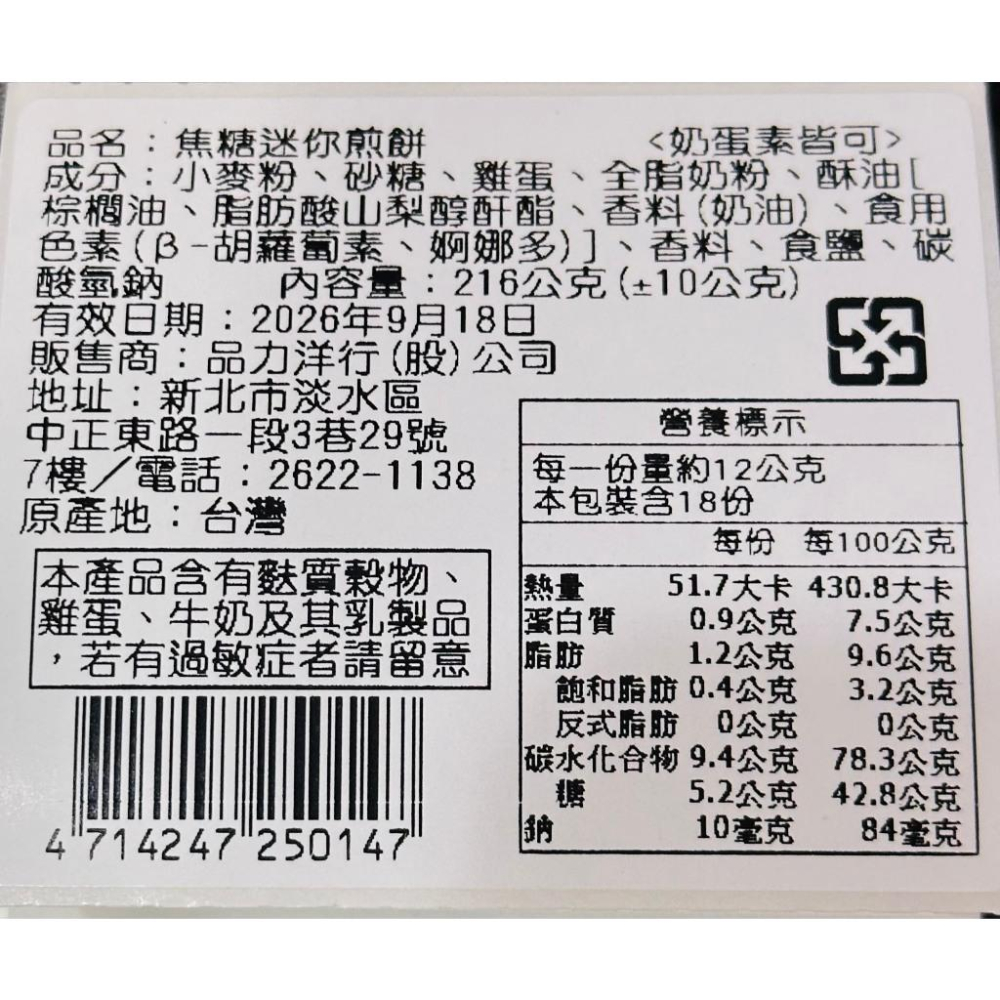 品名：焦糖迷你煎餅 <奶蛋素皆可>
成分：小麥粉、砂糖、雞蛋、全脂奶粉、酥油[
棕櫚油、脂肪酸山梨醇酐酯、香料(奶油)、食用
色素(β-胡蘿蔔素、婀娜多)]、香料、食鹽、碳
酸氫鈉 內容量：216公克(±10公克)
有效日期：2026年9月18日
販售商：品力洋行(股)公司
地址：新北市淡水區
中正東路一段3巷29號
7樓／電話：2622-1138
原產地：台灣
本產品含有麩質穀物、
雞蛋、牛奶及其乳製品
，若有過敏症者請留意
4 714247 250147
營養標示
每一份量約12公克
本包裝含18份
每份 每100公克
熱量 51.7大卡 430.8大卡
蛋白質 0.9公克 7.5公克
脂肪 1.2公克 9.6公克
飽和脂肪 0.4公克 3.2公克
反式脂肪 0公克 0公克
碳水化合物 9.4公克 78.3公克
糖 5.2公克 42.8公克
鈉 10毫克 84毫克